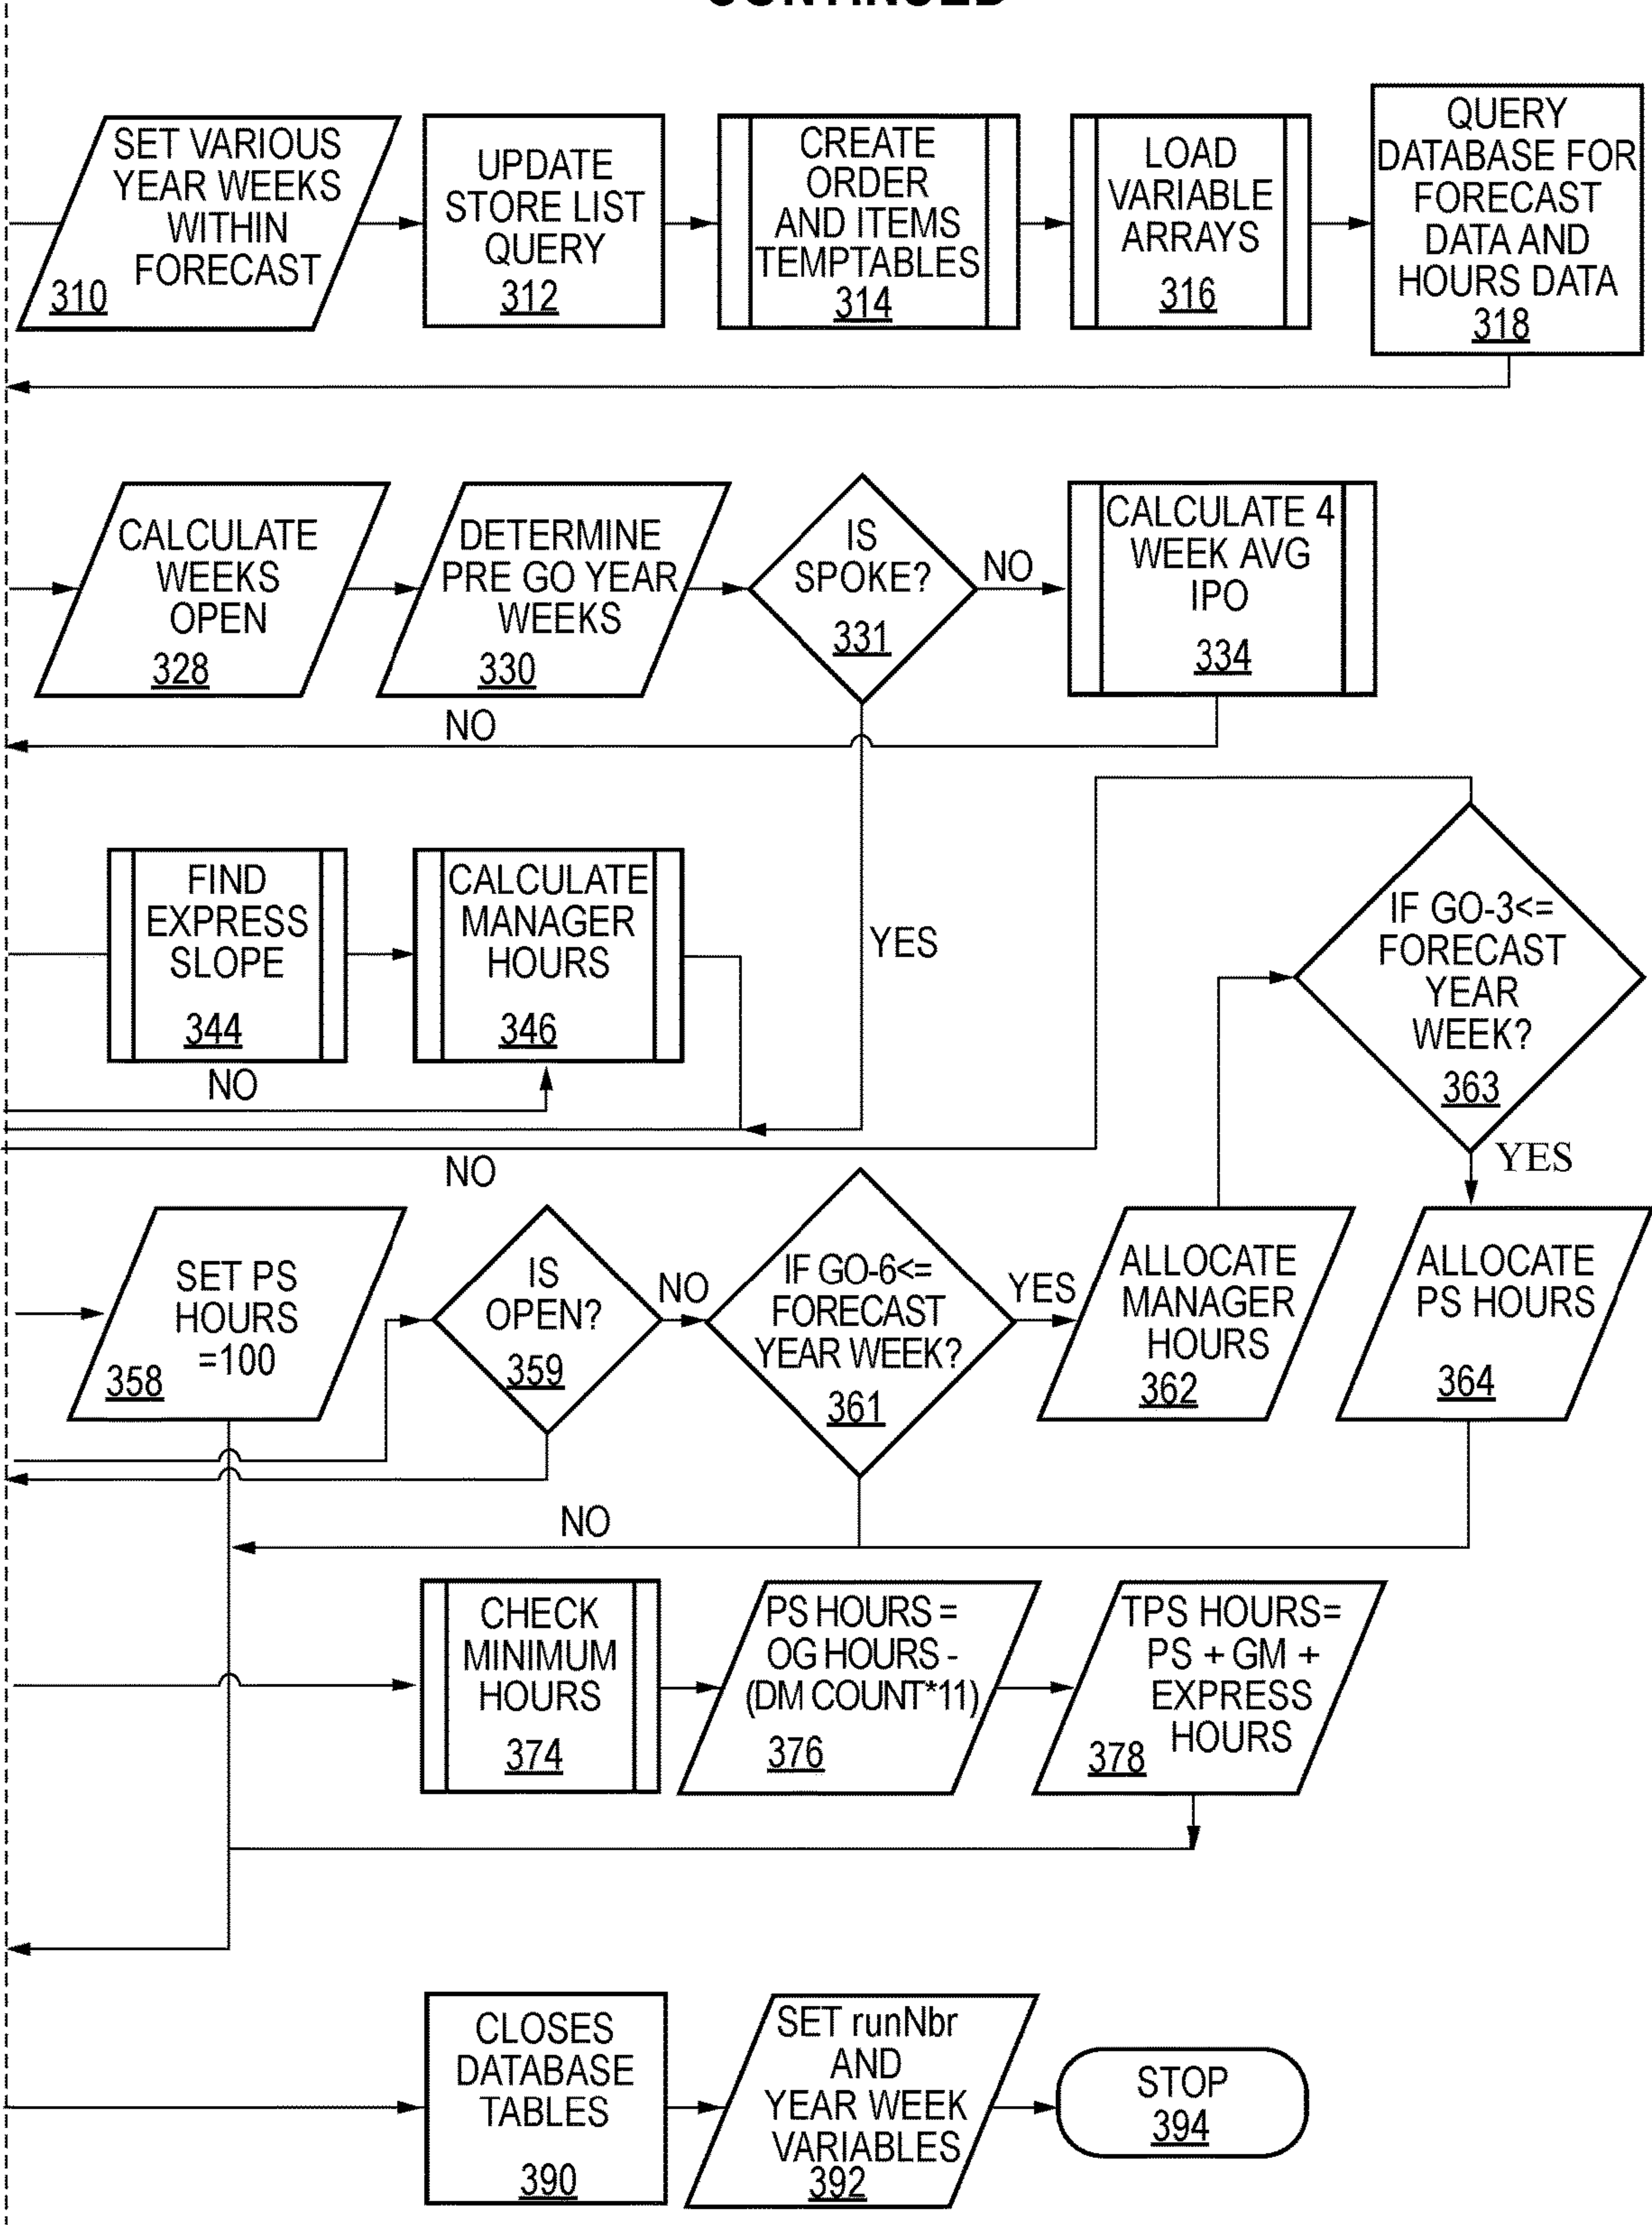 CONTINUED
SET VARIOUS
YEAR WEEKS
WITHIN
FORECAST
310
UPDATE
STORE LIST
QUERY
312
CREATE
ORDER
AND ITEMS
TEMPTABLES
314
LOAD
VARIABLE
ARRAYS
316
QUERY
DATABASE FOR
FORECAST
DATA AND
HOURS DATA
318
CALCULATE
WEEKS
OPEN
328
DETERMINE
PRE GO YEAR
WEEKS
330
IS
SPOKE?
331
NO
CALCULATE 4
WEEK AVG
IPO
334
NO
FIND
EXPRESS
SLOPE
344
CALCULATE
MANAGER
HOURS
346
YES
IF GO-3<=
FORECAST
YEAR
WEEK?
363
NO
NO
YES
SET PS
HOURS
=100
358
IS
OPEN?
359
NO
IF GO-6<=
FORECAST
YEAR WEEK?
361
YES
ALLOCATE
MANAGER
HOURS
362
ALLOCATE
PS HOURS
364
NO
CHECK
MINIMUM
HOURS
374
PS HOURS =
OG HOURS -
(DM COUNT*11)
376
TPS HOURS=
PS + GM +
EXPRESS
HOURS
378
CLOSES
DATABASE
TABLES
390
SET runNbr
AND
YEAR WEEK
VARIABLES
392
STOP
394